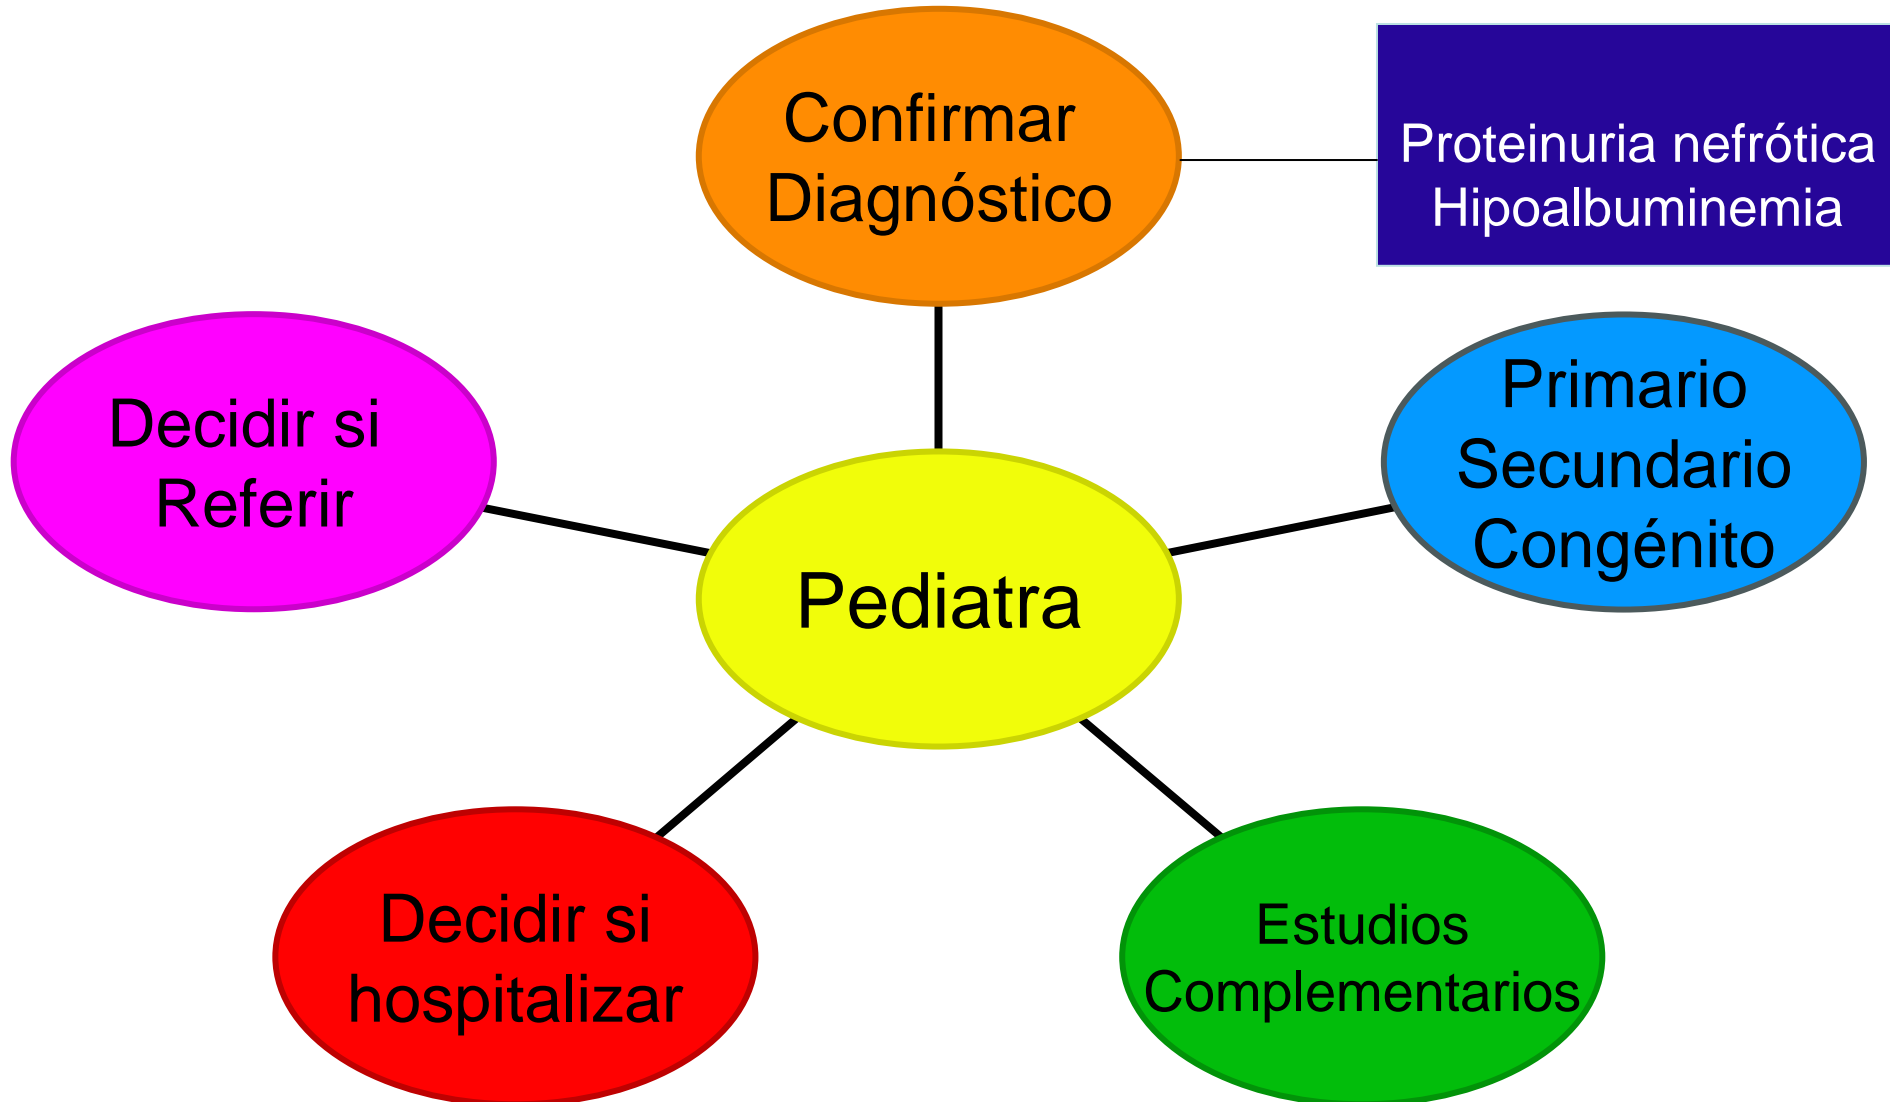 Confirmar
Diagnóstico
Proteinuria nefrótica
Hipoalbuminemia
Decidir si
Referir
Primario
Secundario
Congénito
Pediatra
Decidir si
hospitalizar
Estudios
Complementarios